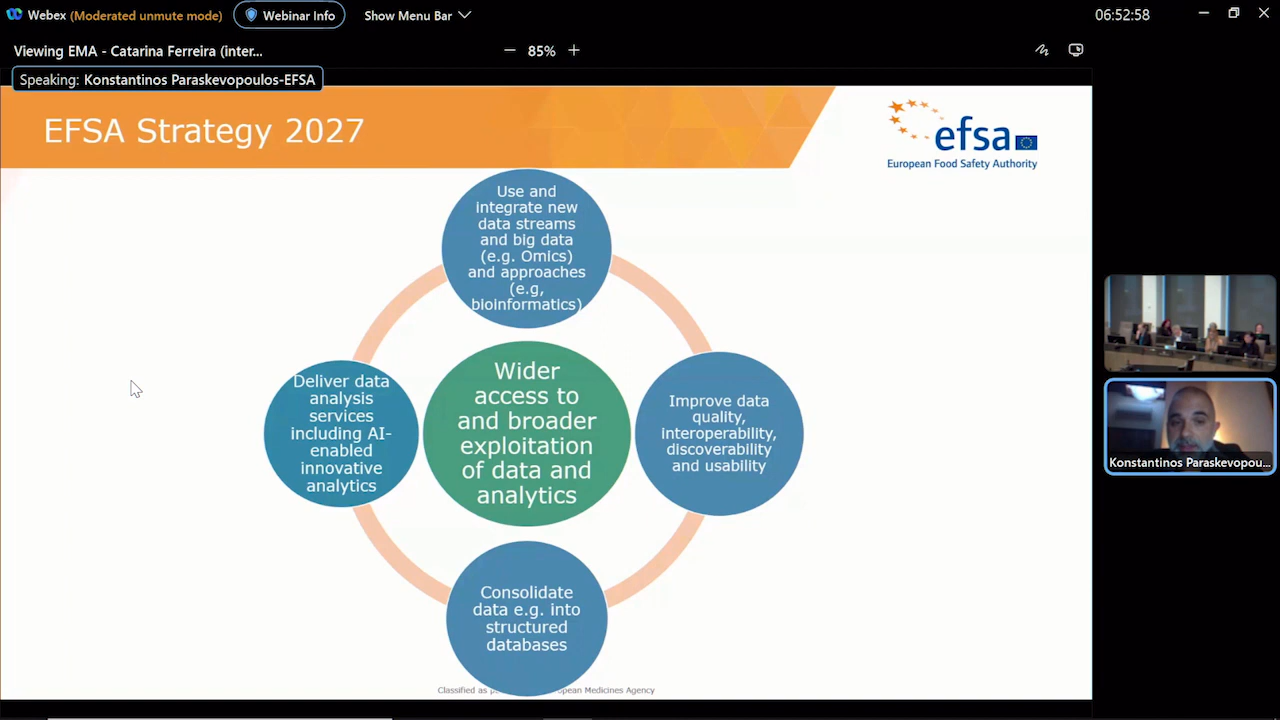 Webex (Moderated unmute mode) Webinar Info Show Menu Bar 06:52:58
Viewing EMA - Catarina Ferreira (inter... 85%
Speaking: Konstantinos Paraskevopoulos-EFSA
EFSA Strategy 2027
efsa
European Food Safety Authority
Use and
integrate new
data streams
and big data
(e.g. Omics)
and approaches
(e.g,
bioinformatics)
Deliver data
analysis
services
including AI-
enabled
innovative
analytics
Wider
access to
and broader
exploitation
of data and
analytics
Improve data
quality,
interoperability,
discoverability
and usability
Consolidate
data e.g. into
structured
databases
Classified as Medicines Agency
Konstantinos Paraskevopou...